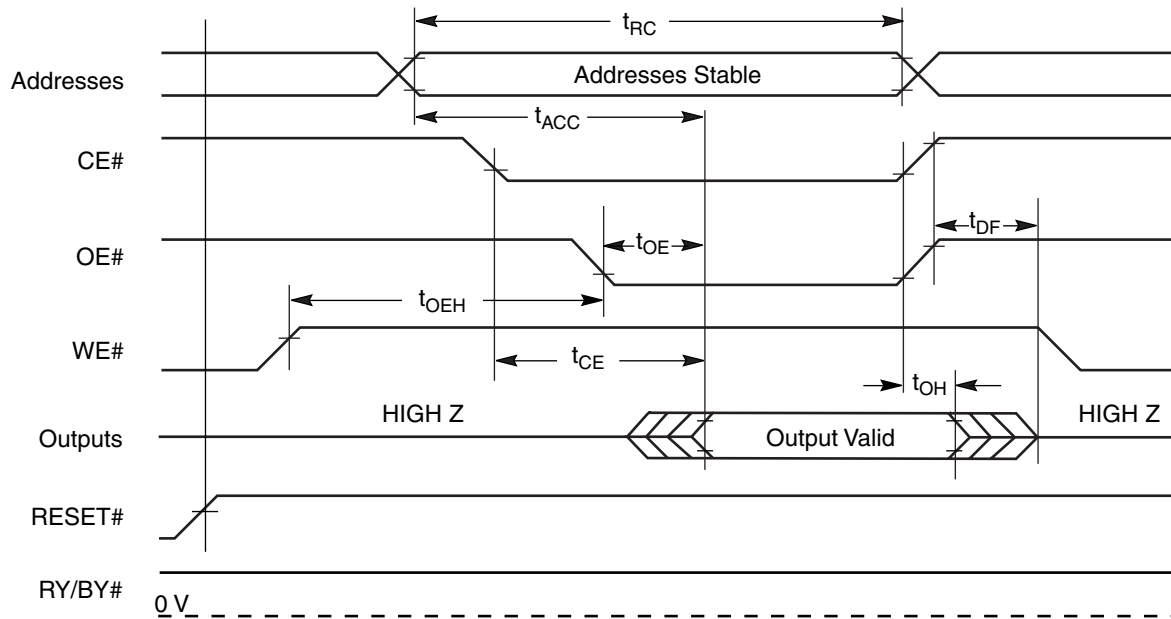 tRC
Addresses
Addresses Stable
tACC
CE#
tDF
OE#
tOE
tOEH
WE#
tCE
tOH
HIGH Z
HIGH Z
Outputs
Output Valid
RESET#
RY/BY#
0 V